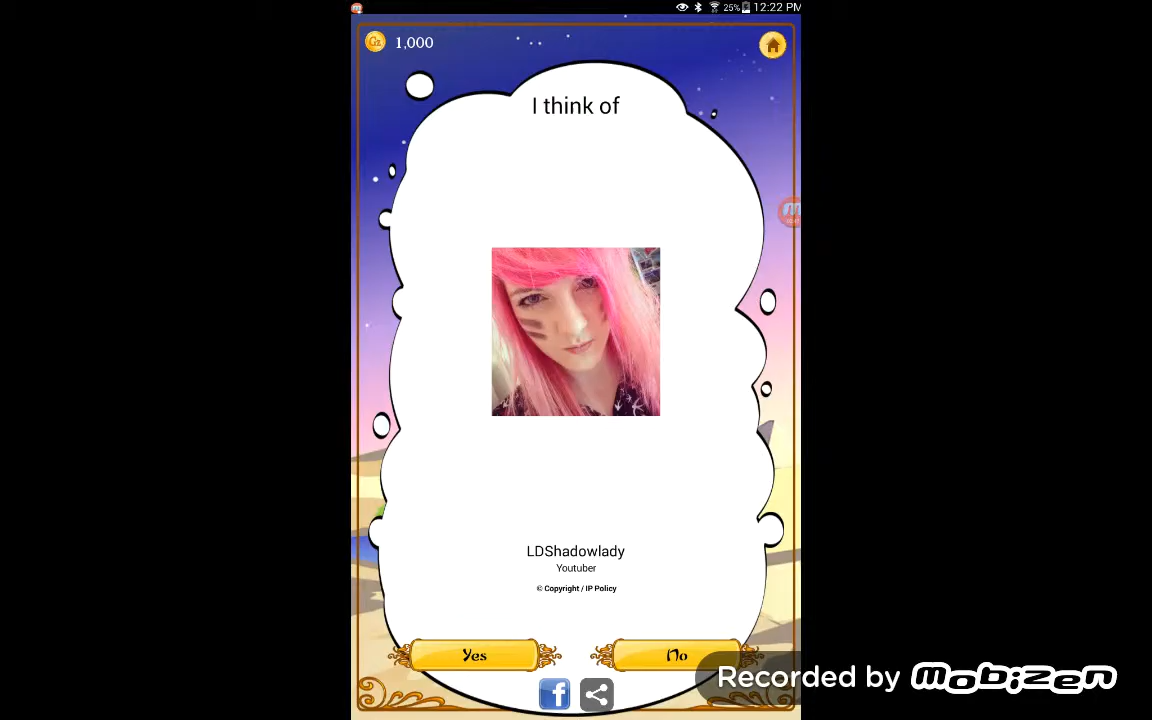 25% 12:22 PM
1,000
I think of
LDShadowlady
Youtuber
© Copyright / IP Policy
Yes
No
Recorded by mobizen